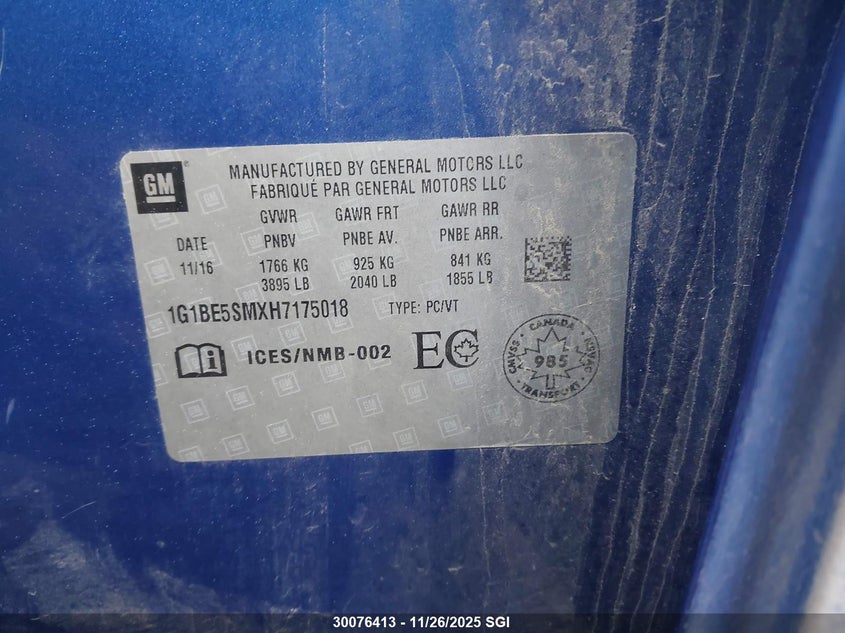 GM
MANUFACTURED BY GENERAL MOTORS LLC
FABRIQUÉ PAR GENERAL MOTORS LLC
GVWR GAWR FRT GAWR RR
DATE PNBV PNBE AV. PNBE ARR.
11/16 1766 KG 925 KG 841 KG
3895 LB 2040 LB 1855 LB
1G1BE5SMXH7175018 TYPE: PC/VT
i ICES/NMB-002 EC
CANADA
CMVSS 985 NSVAC
TRANSPORT
30076413 - 11/26/2025 SGI